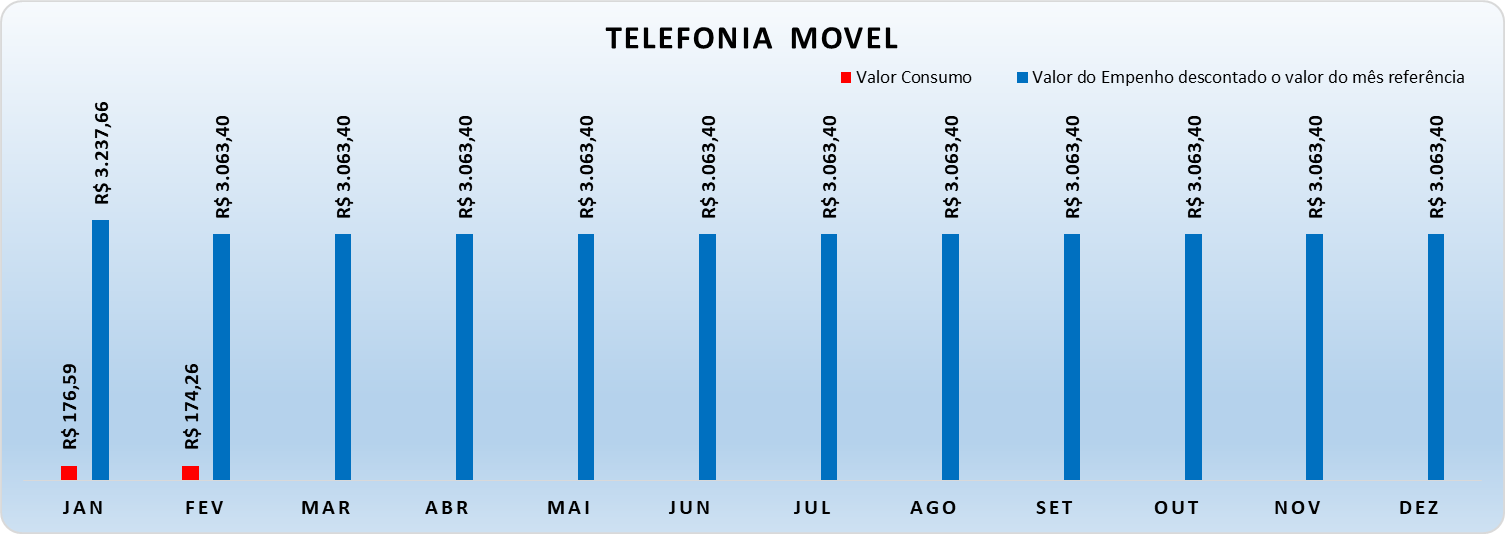 TELEFONIA MOVEL
Valor Consumo
Valor do Empenho descontado o valor do mês referência
R$ 176,59
R$ 3.237,66
R$ 174,26
R$ 3.063,40
R$ 3.063,40
R$ 3.063,40
R$ 3.063,40
R$ 3.063,40
R$ 3.063,40
R$ 3.063,40
R$ 3.063,40
R$ 3.063,40
R$ 3.063,40
R$ 3.063,40
JAN FEV MAR ABR MAI JUN JUL AGO SET OUT NOV DEZ